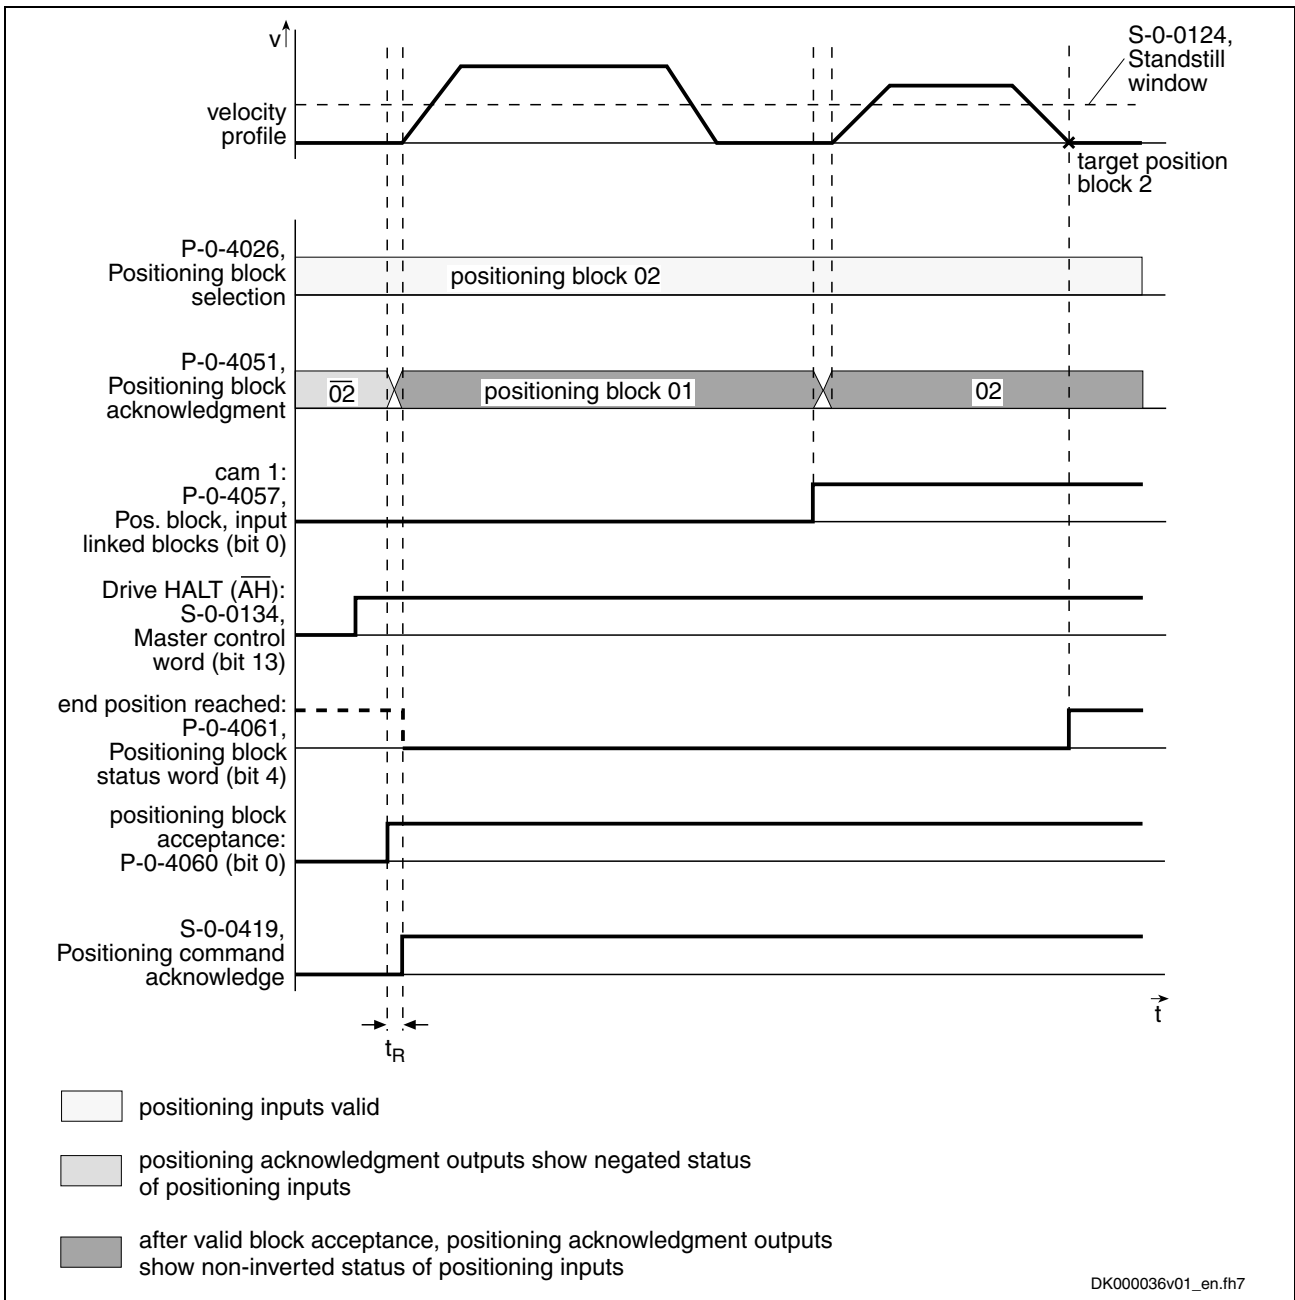 v
S-0-0124,
Standstill
window
velocity
profile
target position
block 2
P-0-4026,
Positioning block
selection
positioning block 02
P-0-4051,
Positioning block
acknowledgment
0̅2̅
positioning block 01
02
cam 1:
P-0-4057,
Pos. block, input
linked blocks (bit 0)
Drive HALT (A̅H̅):
S-0-0134,
Master control
word (bit 13)
end position reached:
P-0-4061,
Positioning block
status word (bit 4)
positioning block
acceptance:
P-0-4060 (bit 0)
S-0-0419,
Positioning command
acknowledge
t
tR
positioning inputs valid
positioning acknowledgment outputs show negated status
of positioning inputs
after valid block acceptance, positioning acknowledgment outputs
show non-inverted status of positioning inputs
DK000036v01_en.fh7